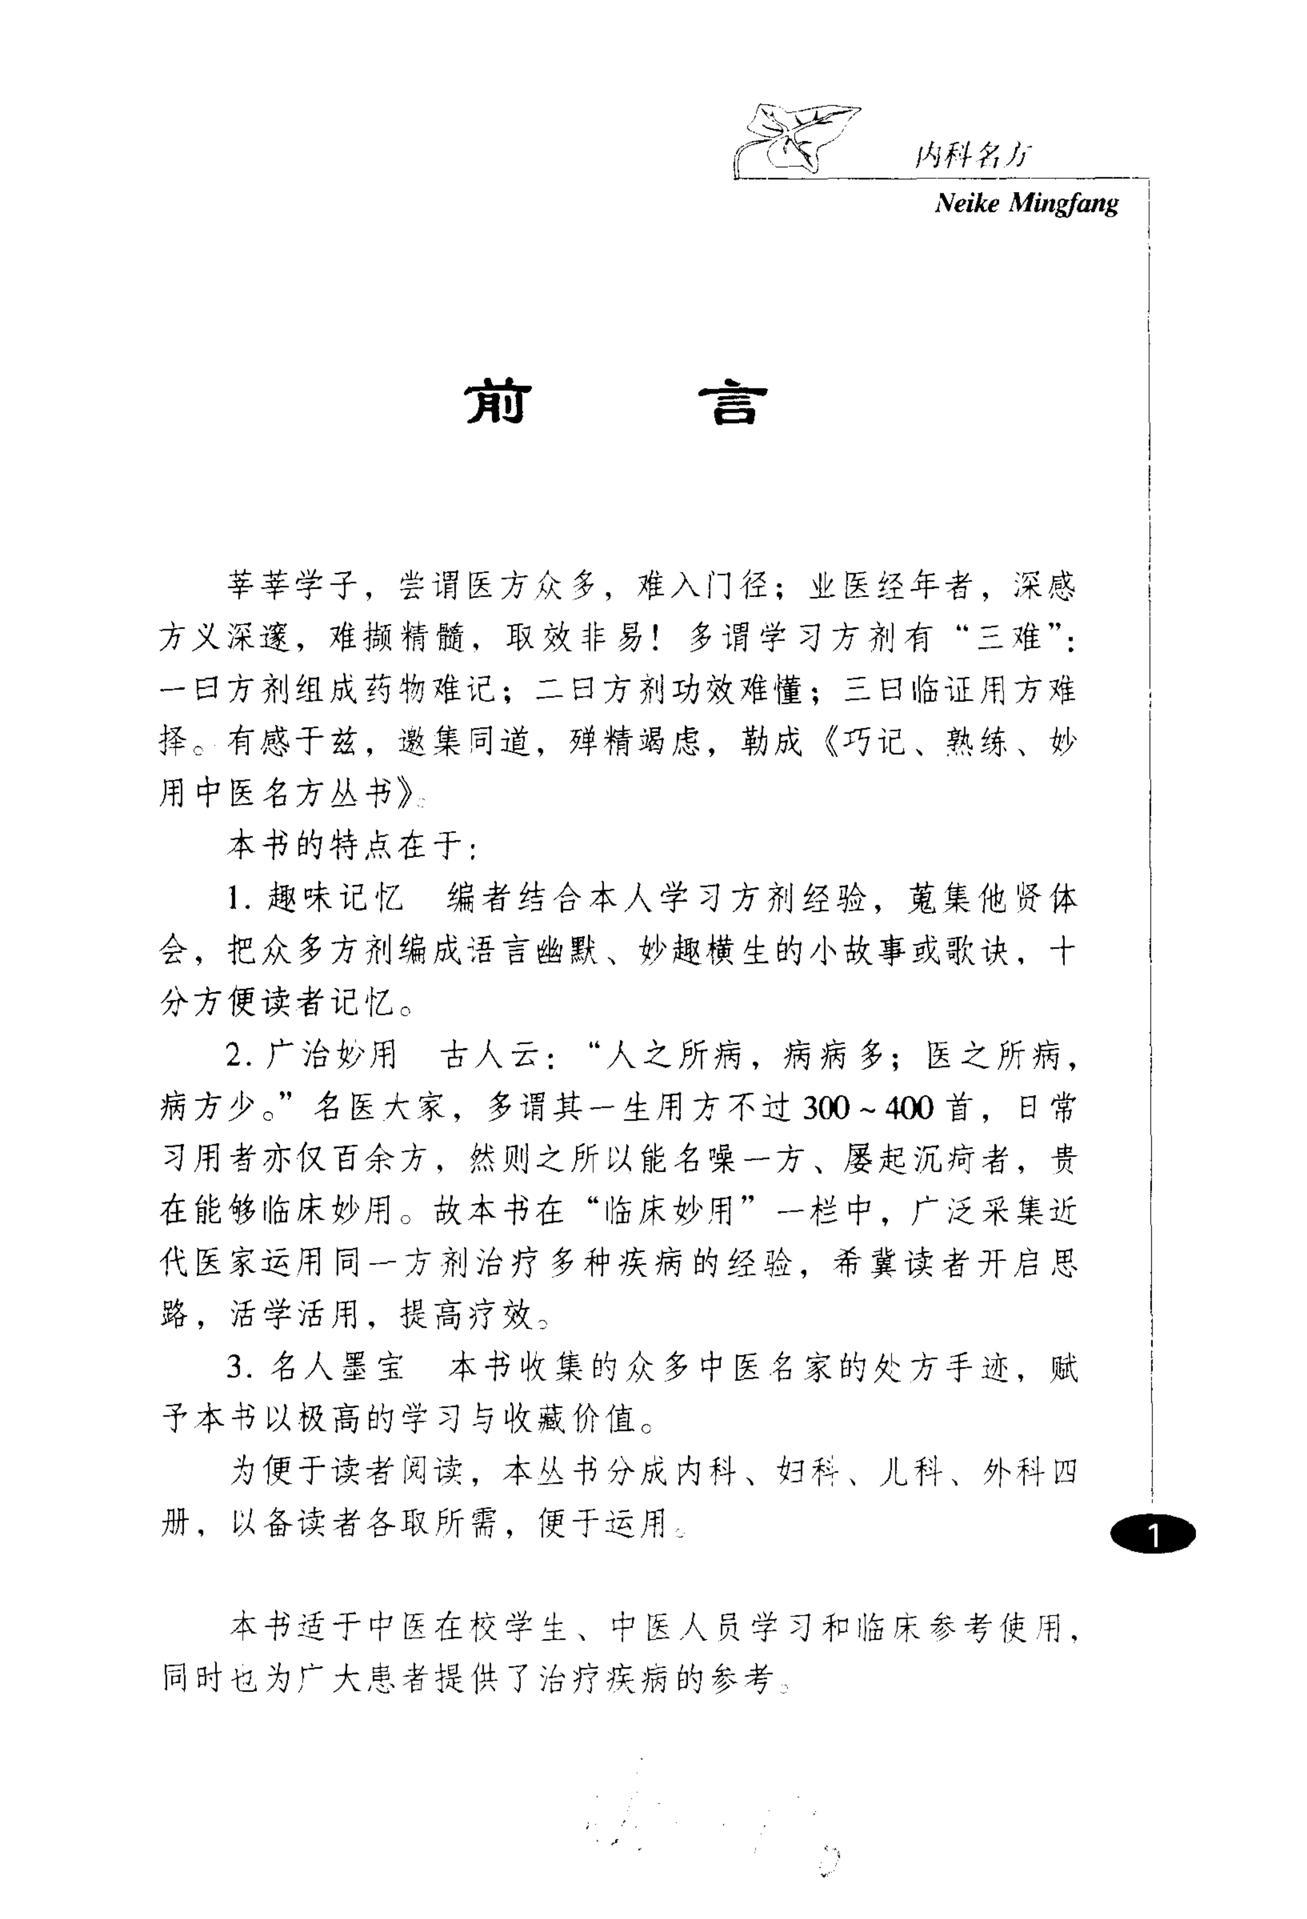 内科名方
Neike Mingfang
前 言
莘莘学子，尝谓医方众多，难入门径；业医经年者，深感
方义深邃，难撷精髓，取效非易！多谓学习方剂有“三难”：
一曰方剂组成药物难记；二曰方剂功效难懂；三曰临证用方难
择。有感于兹，邀集同道，殚精竭虑，勒成《巧记、熟练、妙
用中医名方丛书》。
本书的特点在于：
1. 趣味记忆　编者结合本人学习方剂经验，蒐集他贤体
会，把众多方剂编成语言幽默、妙趣横生的小故事或歌诀，十
分方便读者记忆。
2. 广治妙用　古人云：“人之所病，病病多；医之所病，
病方少。”名医大家，多谓其一生用方不过 300～400 首，日常
习用者亦仅百余方，然则之所以能名噪一方、屡起沉疴者，贵
在能够临床妙用。故本书在“临床妙用”一栏中，广泛采集近
代医家运用同一方剂治疗多种疾病的经验，希冀读者开启思
路，活学活用，提高疗效。
3. 名人墨宝　本书收集的众多中医名家的处方手迹，赋
予本书以极高的学习与收藏价值。
为便于读者阅读，本丛书分成内科、妇科、儿科、外科四
册，以备读者各取所需，便于运用。
1
本书适于中医在校学生、中医人员学习和临床参考使用，
同时也为广大患者提供了治疗疾病的参考。